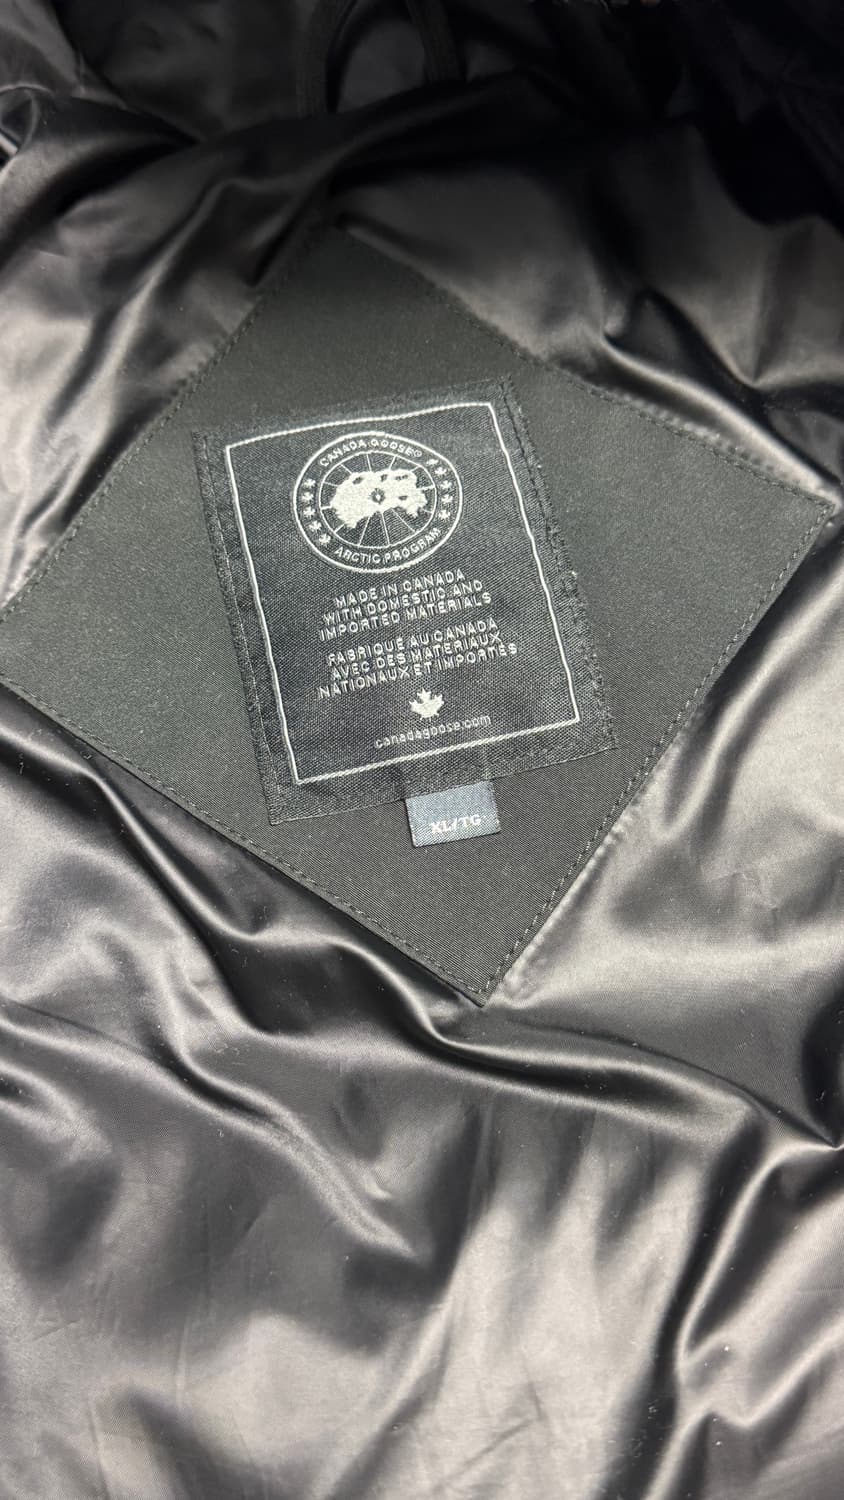 CANADA GOOSE®
ARCTIC PROGRAM
MADE IN CANADA
WITH DOMESTIC AND
IMPORTED MATERIALS
FABRIQUÉ AU CANADA
AVEC DES MATERIAUX
NATIONAUX ET IMPORTÉS
canadagoose.com
XL/TG